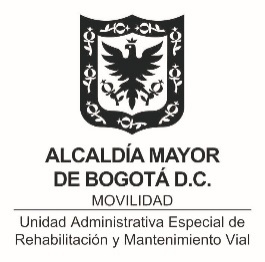 ALCALDÍA MAYOR
DE BOGOTÁ D.C.
MOVILIDAD
Unidad Administrativa Especial de
Rehabilitación y Mantenimiento Vial